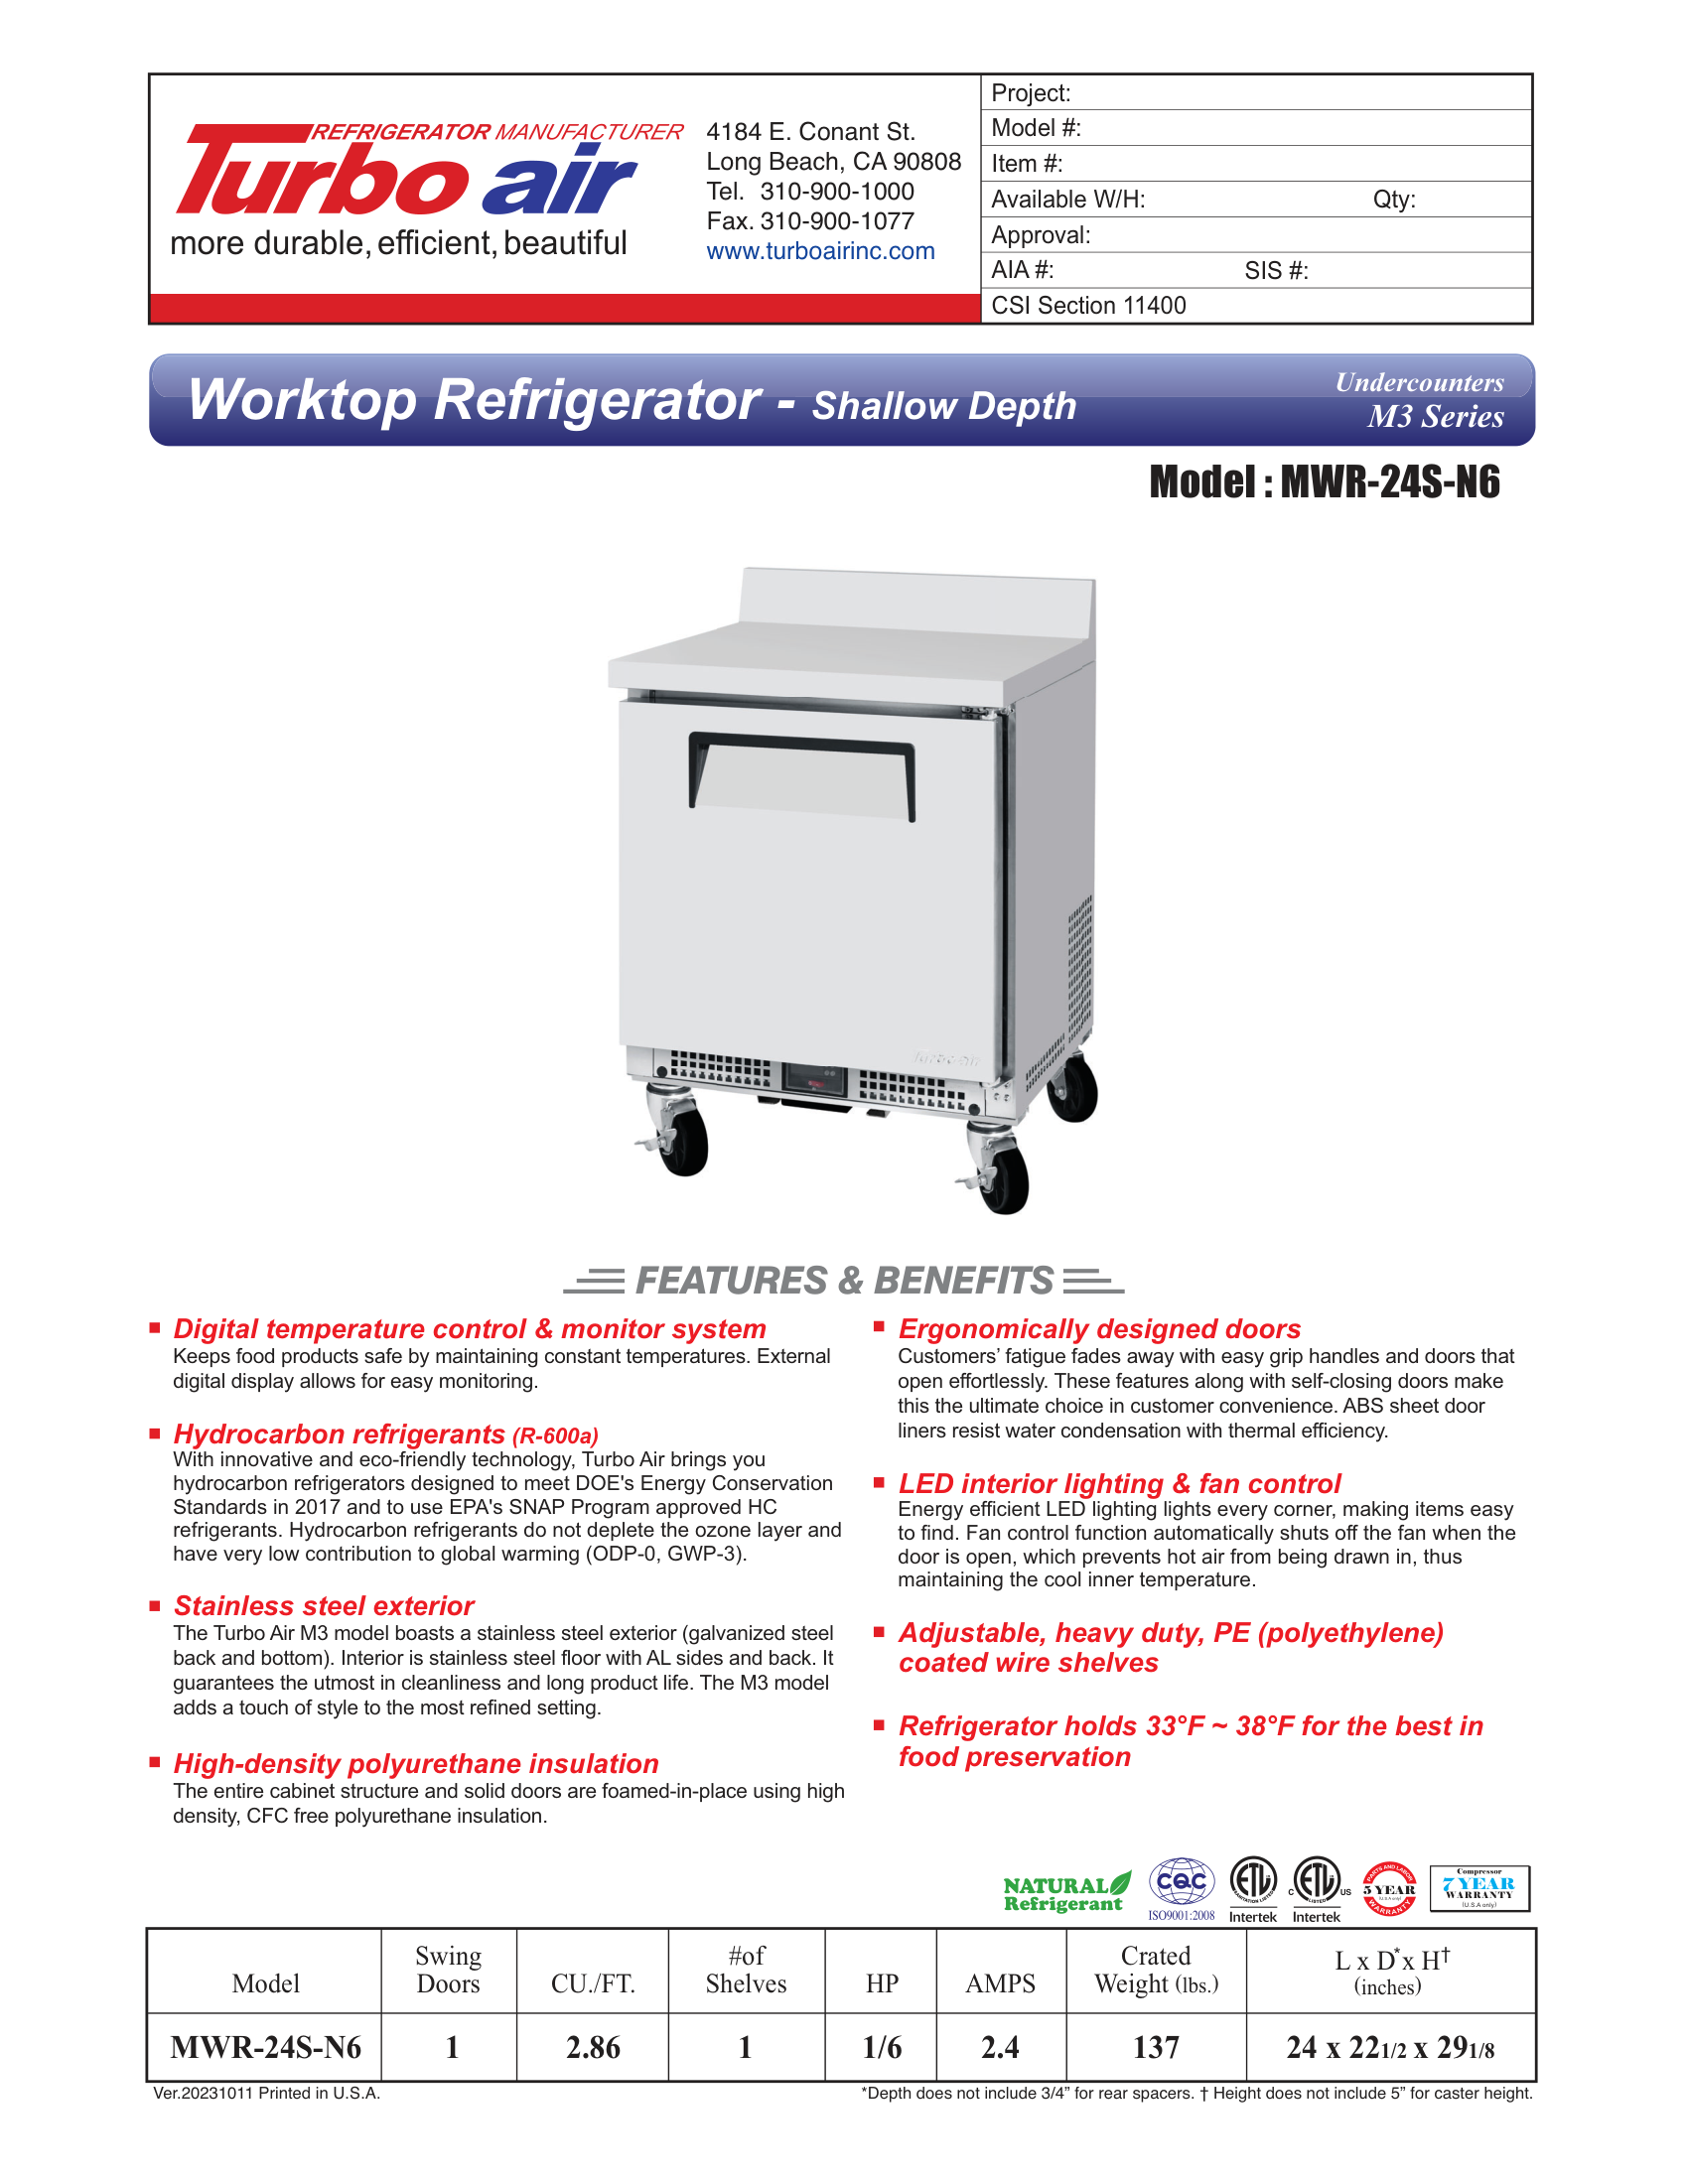 REFRIGERATOR MANUFACTURER
Turbo air
more durable, efficient, beautiful
4184 E. Conant St.
Long Beach, CA 90808
Tel. 310-900-1000
Fax. 310-900-1077
www.turboairinc.com
Project:
Model #:
Item #:
Available W/H: Qty:
Approval:
AIA #: SIS #:
CSI Section 11400
Worktop Refrigerator - Shallow Depth
Undercounters
M3 Series
Model : MWR-24S-N6
Turbo air
FEATURES & BENEFITS
■ Digital temperature control & monitor system
Keeps food products safe by maintaining constant temperatures. External
digital display allows for easy monitoring.
■ Hydrocarbon refrigerants (R-600a)
With innovative and eco-friendly technology, Turbo Air brings you
hydrocarbon refrigerators designed to meet DOE's Energy Conservation
Standards in 2017 and to use EPA's SNAP Program approved HC
refrigerants. Hydrocarbon refrigerants do not deplete the ozone layer and
have very low contribution to global warming (ODP-0, GWP-3).
■ Stainless steel exterior
The Turbo Air M3 model boasts a stainless steel exterior (galvanized steel
back and bottom). Interior is stainless steel floor with AL sides and back. It
guarantees the utmost in cleanliness and long product life. The M3 model
adds a touch of style to the most refined setting.
■ High-density polyurethane insulation
The entire cabinet structure and solid doors are foamed-in-place using high
density, CFC free polyurethane insulation.
■ Ergonomically designed doors
Customers’ fatigue fades away with easy grip handles and doors that
open effortlessly. These features along with self-closing doors make
this the ultimate choice in customer convenience. ABS sheet door
liners resist water condensation with thermal efficiency.
■ LED interior lighting & fan control
Energy efficient LED lighting lights every corner, making items easy
to find. Fan control function automatically shuts off the fan when the
door is open, which prevents hot air from being drawn in, thus
maintaining the cool inner temperature.
■ Adjustable, heavy duty, PE (polyethylene)
coated wire shelves
■ Refrigerator holds 33°F ~ 38°F for the best in
food preservation
NATURAL
Refrigerant
CQC
ISO9001:2008
ETL
SANITATION LISTED
Intertek
C ETL US
LISTED
Intertek
PARTS AND LABOR
5 YEAR
(U.S.A only)
WARRANTY
Compressor
7 YEAR
WARRANTY
(U.S.A only)
Model
Swing
Doors
CU./FT.
#of
Shelves
HP
AMPS
Crated
Weight (lbs.)
L x D* x H†
(inches)
MWR-24S-N6 1 2.86 1 1/6 2.4 137 24 x 221/2 x 291/8
Ver.20231011 Printed in U.S.A.
*Depth does not include 3/4” for rear spacers. † Height does not include 5” for caster height.